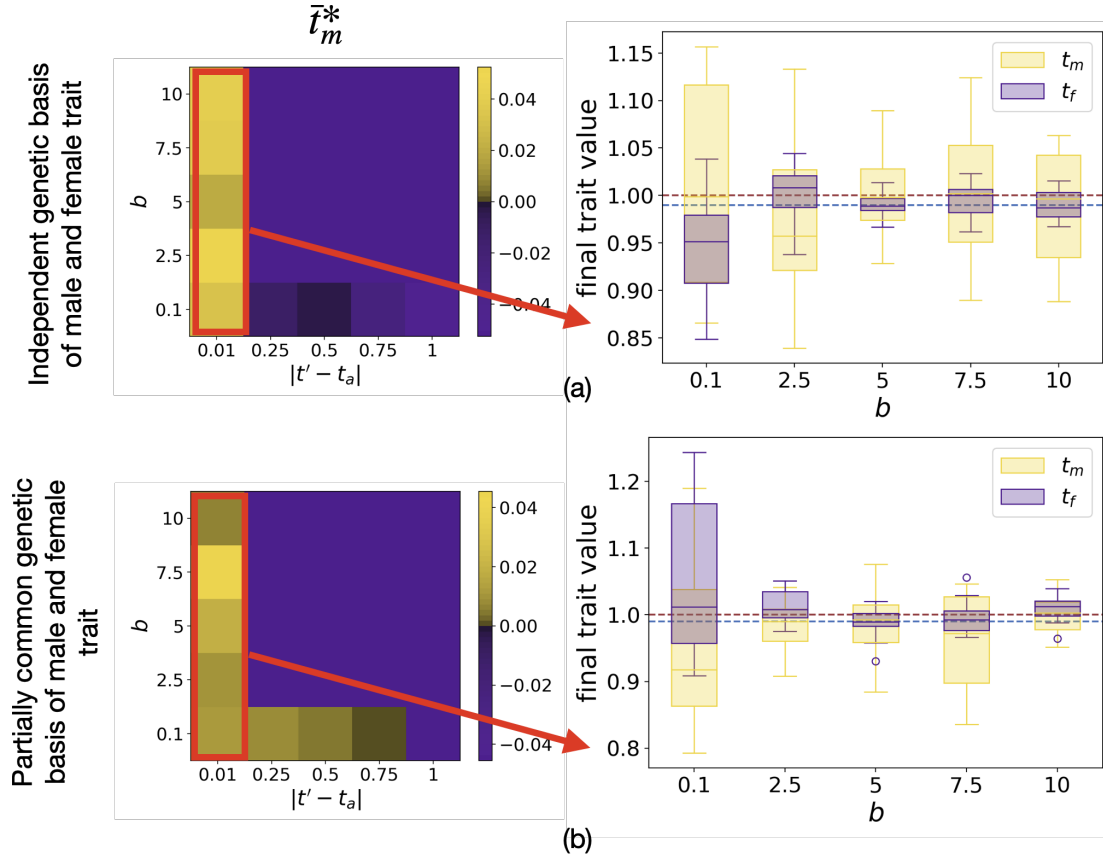 t̄*ₘ
Independent genetic basis
of male and female trait
b
10
7.5
5
2.5
0.1
0.01 0.25 0.5 0.75 1
|t′ − tₐ|
0.04
0.02
0.00
−0.02
−0.04
final trait value
1.15
1.10
1.05
1.00
0.95
0.90
0.85
tₘ
t_f
0.1 2.5 5 7.5 10
b
(a)
Partially common genetic
basis of male and female
trait
b
10
7.5
5
2.5
0.1
0.01 0.25 0.5 0.75 1
|t′ − tₐ|
0.04
0.02
0.00
−0.02
−0.04
final trait value
1.2
1.1
1.0
0.9
0.8
tₘ
t_f
0.1 2.5 5 7.5 10
b
(b)